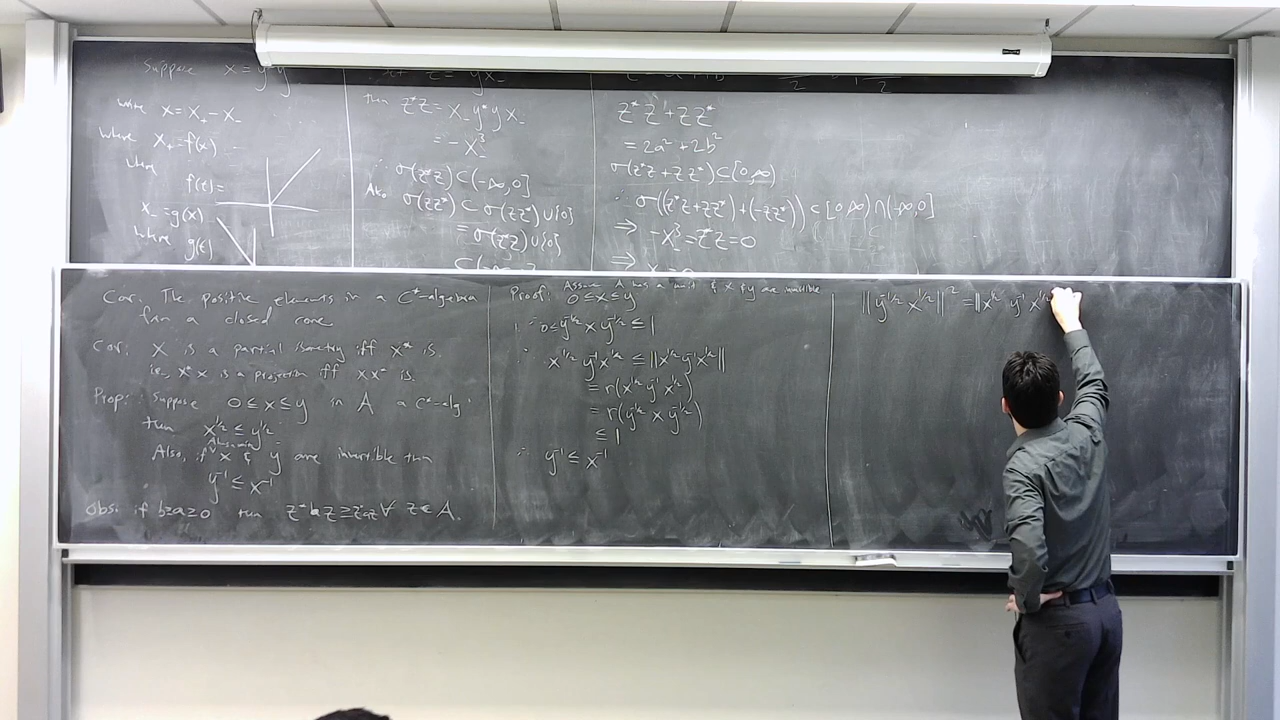 Suppose x = y*y
write x = x₊ - x₋
where x₊ = f(x)
where
f(t) =
x₋ = g(x)
where g(t)
z = yx₋
then z*z = x₋y*yx₋
= -x₋³
∴ σ(z*z) ⊂ (-∞,0]
Also σ(zz*) ⊂ σ(z*z) ∪ {0}
= σ(z*z) ∪ {0}
⊂ (-∞,0]
z*z + zz*
= 2a² + 2b²
σ(z*z + zz*) ⊂ [0,∞)
∴ σ((z*z + zz*) + (-zz*)) ⊂ [0,∞) ∩ (-∞,0]
⇒ -x₋³ = z*z = 0
⇒ x₋ = 0
Cor: The positive elements in a C*-algebra
form a closed cone
Cor: X is a partial isometry iff X* is.
i.e., X*X is a projection iff XX* is.
Prop: Suppose 0 ≤ x ≤ y in A a C*-alg.
then x^{1/2} ≤ y^{1/2}
Also, if x & y are invertible then
y⁻¹ ≤ x⁻¹
Obs: if b ≥ a ≥ 0 then z*bz ≥ z*az ∀ z ∈ A.
Proof: Assume A has a unit & x & y are invertible
0 ≤ x ≤ y
∴ 0 ≤ y^{-1/2} x y^{-1/2} ≤ 1
∴ x^{1/2} y⁻¹ x^{1/2} ≤ ||x^{1/2} y⁻¹ x^{1/2}||
= r(x^{1/2} y⁻¹ x^{1/2})
= r(y^{-1/2} x y^{-1/2})
≤ 1
∴ y⁻¹ ≤ x⁻¹
||y^{-1/2} x^{1/2}||² = ||x^{1/2} y⁻¹ x^{1/2}